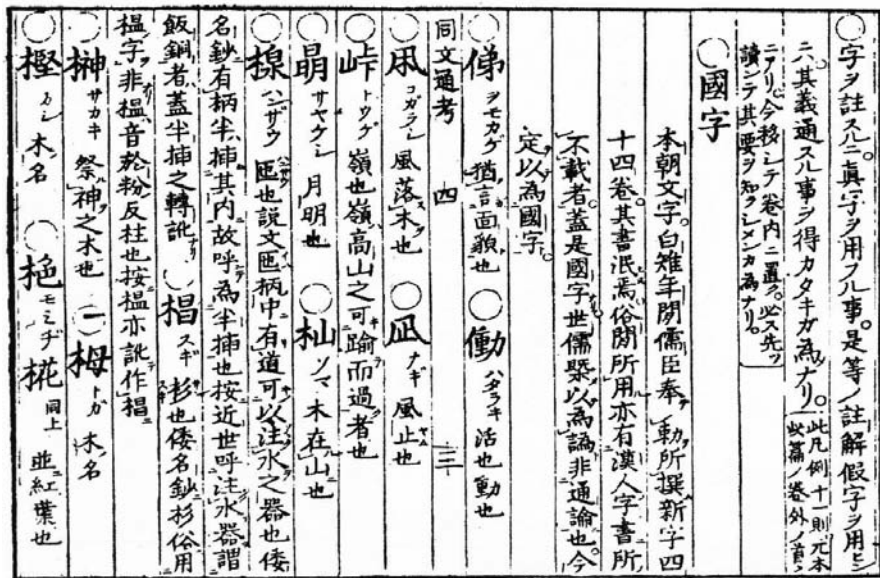 ○字ヲ註スルニ真字ヲ用フル事。是等ノ註解假字ヲ用ヒン
ニハ其義通スル事ヲ得カタキガ為ナリ。此凡例十一則元本
此篇ノ巻外ノ首
ニアリ。今移シテ巻内ニ置ク。必ス先ツ
讀ンテ其要ヲ知ラシメンカ為ナリ。
○國字
本朝文字。白雉年間儒臣奉勅所撰新字四
十四卷。其書泯焉俗間所用亦有漢人字書所
不載者。蓋是國字世儒槩以為譌非通論也。今
定以為國字。
○俤 ヲモカゲ 猶言面貌也 ○働 ハタラキ 活也動也
同文通考 四 三
○凩 コガラシ 風落木也 ○凪 ナギ 風止也
○峠 トウゲ 嶺也嶺高山之可踰而過者也
○朤 サヤケシ 月明也 ○杣 ソマ 木在山也
○楾 ハンザウ 匜也説文匜柄中有道可以注水之器也倭
名鈔有柄半挿其内故呼為半挿也按近世呼注水器謂
飯銅者蓋半挿之轉訛 ○椙 スギ 杉也倭名鈔杉俗用
榲字非榲音於粉反柱也按榲亦訛作椙
○榊 サカキ 祭神之木也 ○栂 トガ 木名
○樫 カシ 木名 ○栬 モミヂ 椛 同上 並紅葉也